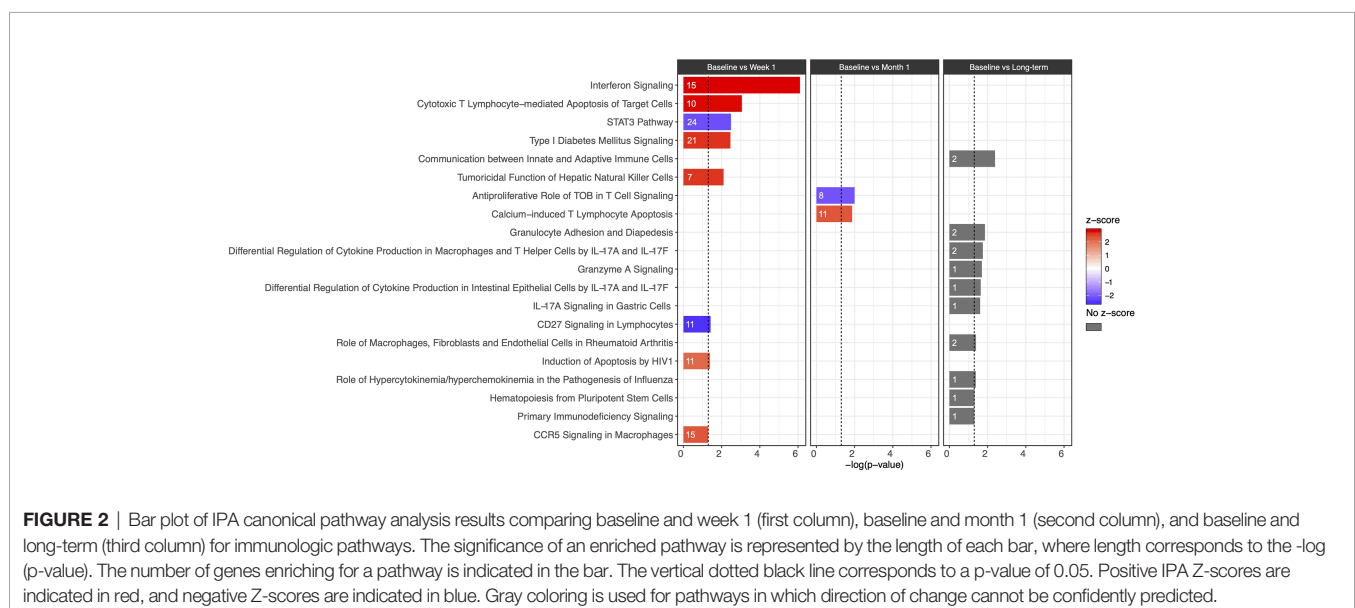 Baseline vs Week 1
Baseline vs Month 1
Baseline vs Long-term
Interferon Signaling
15
Cytotoxic T Lymphocyte-mediated Apoptosis of Target Cells
10
STAT3 Pathway
24
Type I Diabetes Mellitus Signaling
21
Communication between Innate and Adaptive Immune Cells
2
Tumoricidal Function of Hepatic Natural Killer Cells
7
Antiproliferative Role of TOB in T Cell Signaling
8
Calcium-induced T Lymphocyte Apoptosis
11
Granulocyte Adhesion and Diapedesis
2
Differential Regulation of Cytokine Production in Macrophages and T Helper Cells by IL-17A and IL-17F
2
Granzyme A Signaling
1
Differential Regulation of Cytokine Production in Intestinal Epithelial Cells by IL-17A and IL-17F
1
IL-17A Signaling in Gastric Cells
1
CD27 Signaling in Lymphocytes
11
Role of Macrophages, Fibroblasts and Endothelial Cells in Rheumatoid Arthritis
2
Induction of Apoptosis by HIV1
11
Role of Hypercytokinemia/hyperchemokinemia in the Pathogenesis of Influenza
1
Hematopoiesis from Pluripotent Stem Cells
1
Primary Immunodeficiency Signaling
1
CCR5 Signaling in Macrophages
15
0 2 4 6
0 2 4 6
0 2 4 6
-log(p-value)
z-score
2
1
0
-1
-2
No z-score
FIGURE 2 | Bar plot of IPA canonical pathway analysis results comparing baseline and week 1 (first column), baseline and month 1 (second column), and baseline and
long-term (third column) for immunologic pathways. The significance of an enriched pathway is represented by the length of each bar, where length corresponds to the -log
(p-value). The number of genes enriching for a pathway is indicated in the bar. The vertical dotted black line corresponds to a p-value of 0.05. Positive IPA Z-scores are
indicated in red, and negative Z-scores are indicated in blue. Gray coloring is used for pathways in which direction of change cannot be confidently predicted.